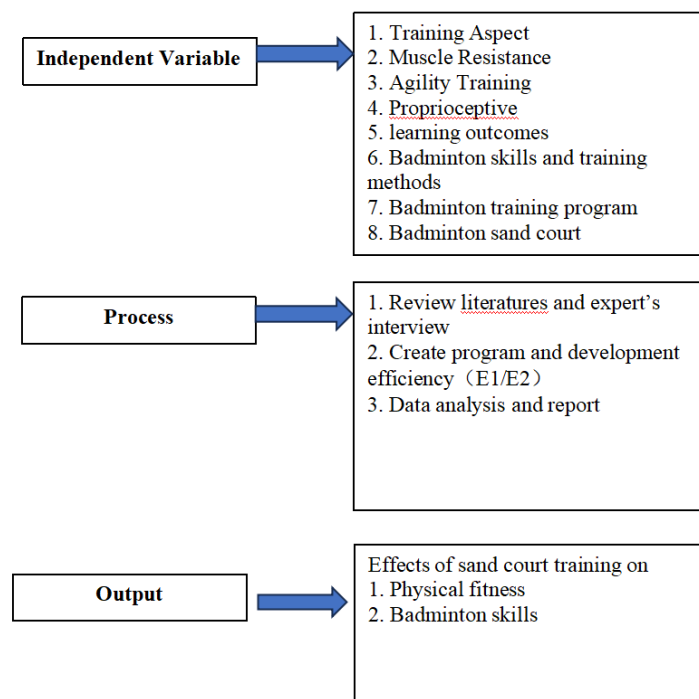 Independent Variable
1. Training Aspect
2. Muscle Resistance
3. Agility Training
4. Proprioceptive
5. learning outcomes
6. Badminton skills and training
methods
7. Badminton training program
8. Badminton sand court
Process
1. Review literatures and expert’s
interview
2. Create program and development
efficiency（E1/E2）
3. Data analysis and report
Output
Effects of sand court training on
1. Physical fitness
2. Badminton skills